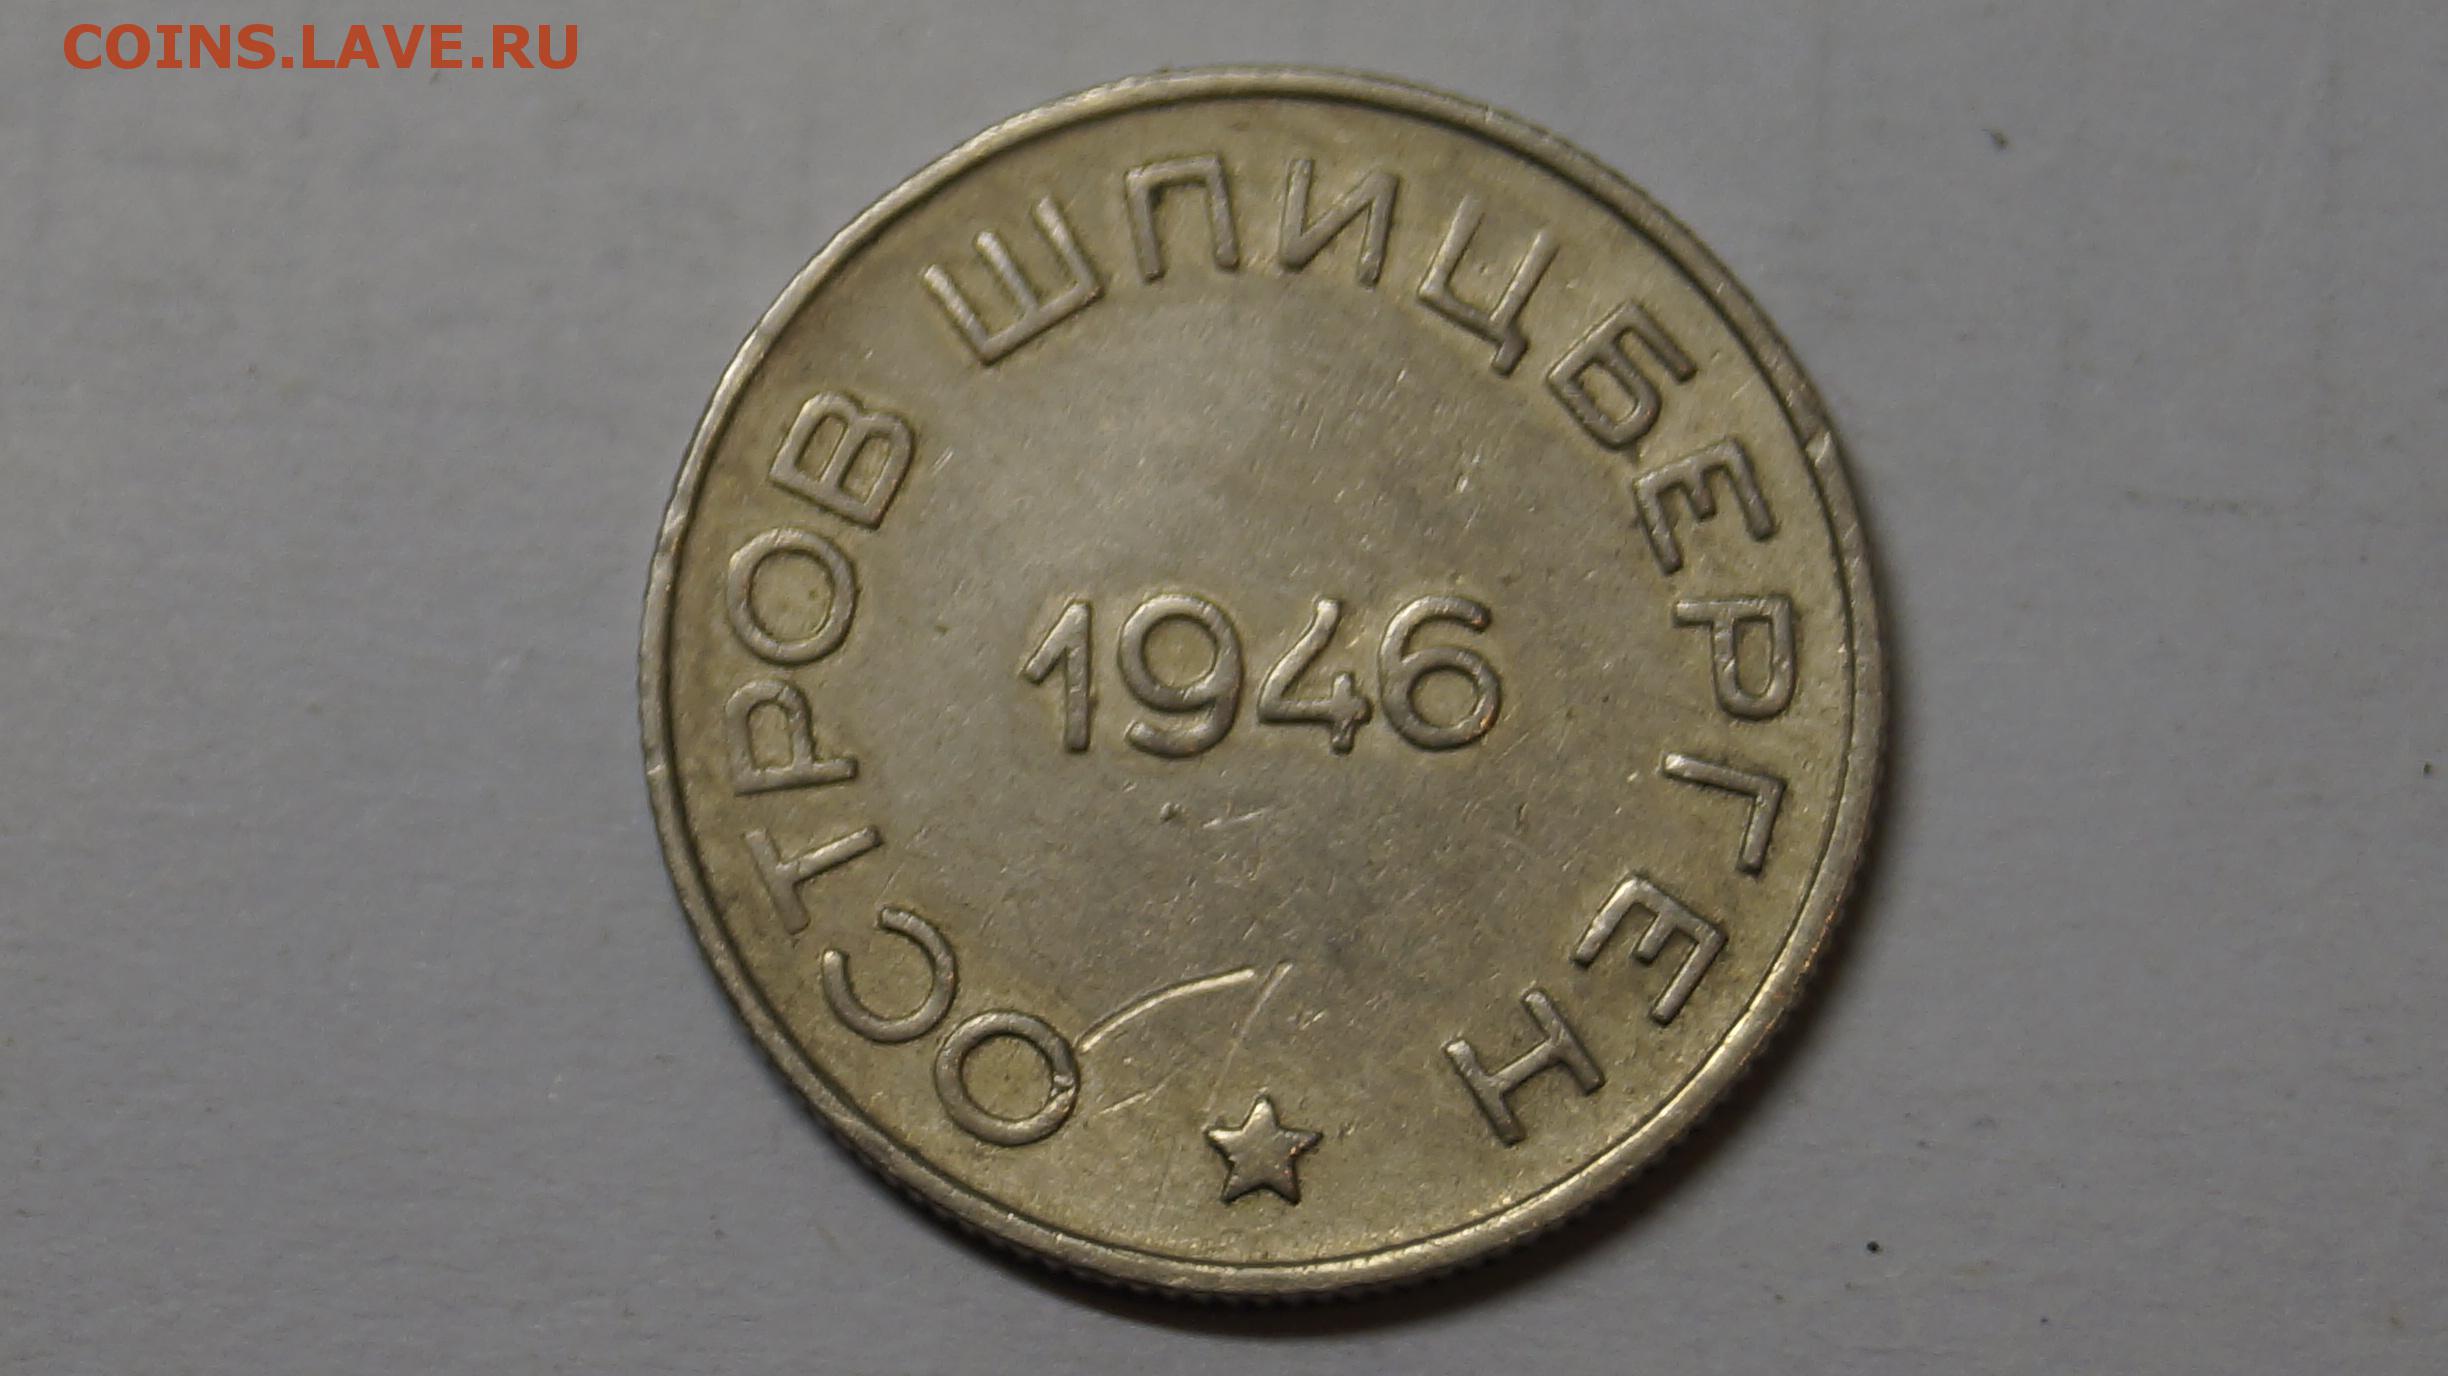 COINS.LAVE.RU
ОСТРОВ ШПИЦБЕРГЕН
1946